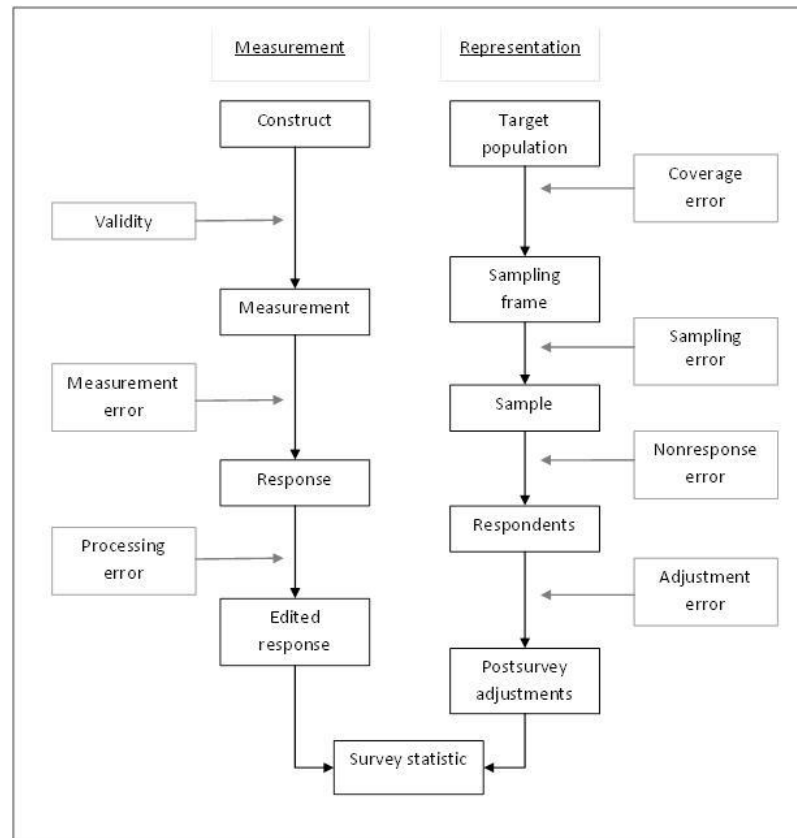 Measurement
Representation
Construct
Target
population
Coverage
error
Validity
Sampling
frame
Measurement
Sampling
error
Measurement
error
Sample
Nonresponse
error
Response
Respondents
Processing
error
Adjustment
error
Edited
response
Postsurvey
adjustments
Survey statistic